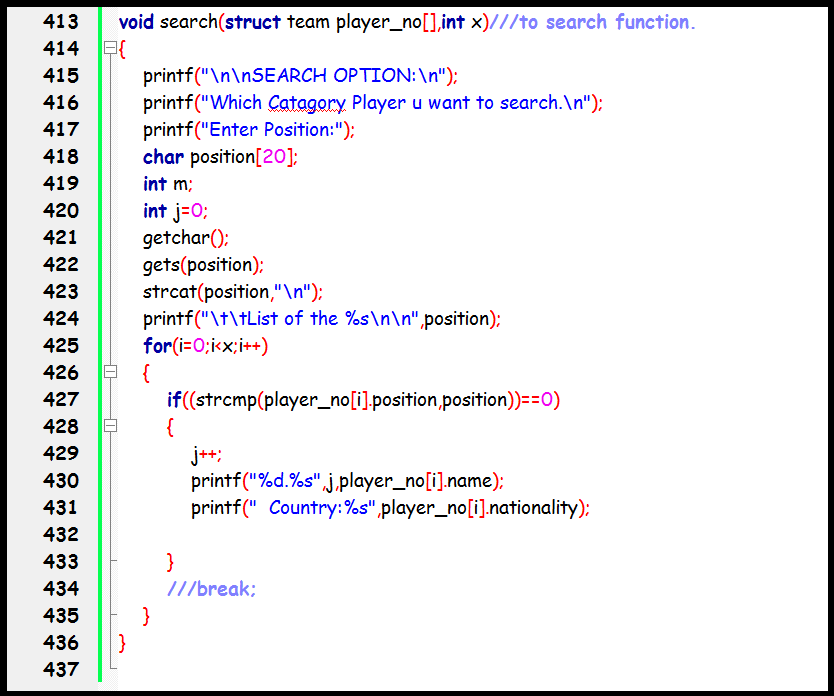 413 void search(struct team player_no[],int x)///to search function.
414 {
415 printf("\n\nSEARCH OPTION:\n");
416 printf("Which Catagory Player u want to search.\n");
417 printf("Enter Position:");
418 char position[20];
419 int m;
420 int j=0;
421 getchar();
422 gets(position);
423 strcat(position,"\n");
424 printf("\t\tList of the %s\n\n",position);
425 for(i=0;i<x;i++)
426 {
427 if((strcmp(player_no[i].position,position))==0)
428 {
429 j++;
430 printf("%d.%s",j,player_no[i].name);
431 printf("  Country:%s",player_no[i].nationality);
432
433 }
434 ///break;
435 }
436 }
437